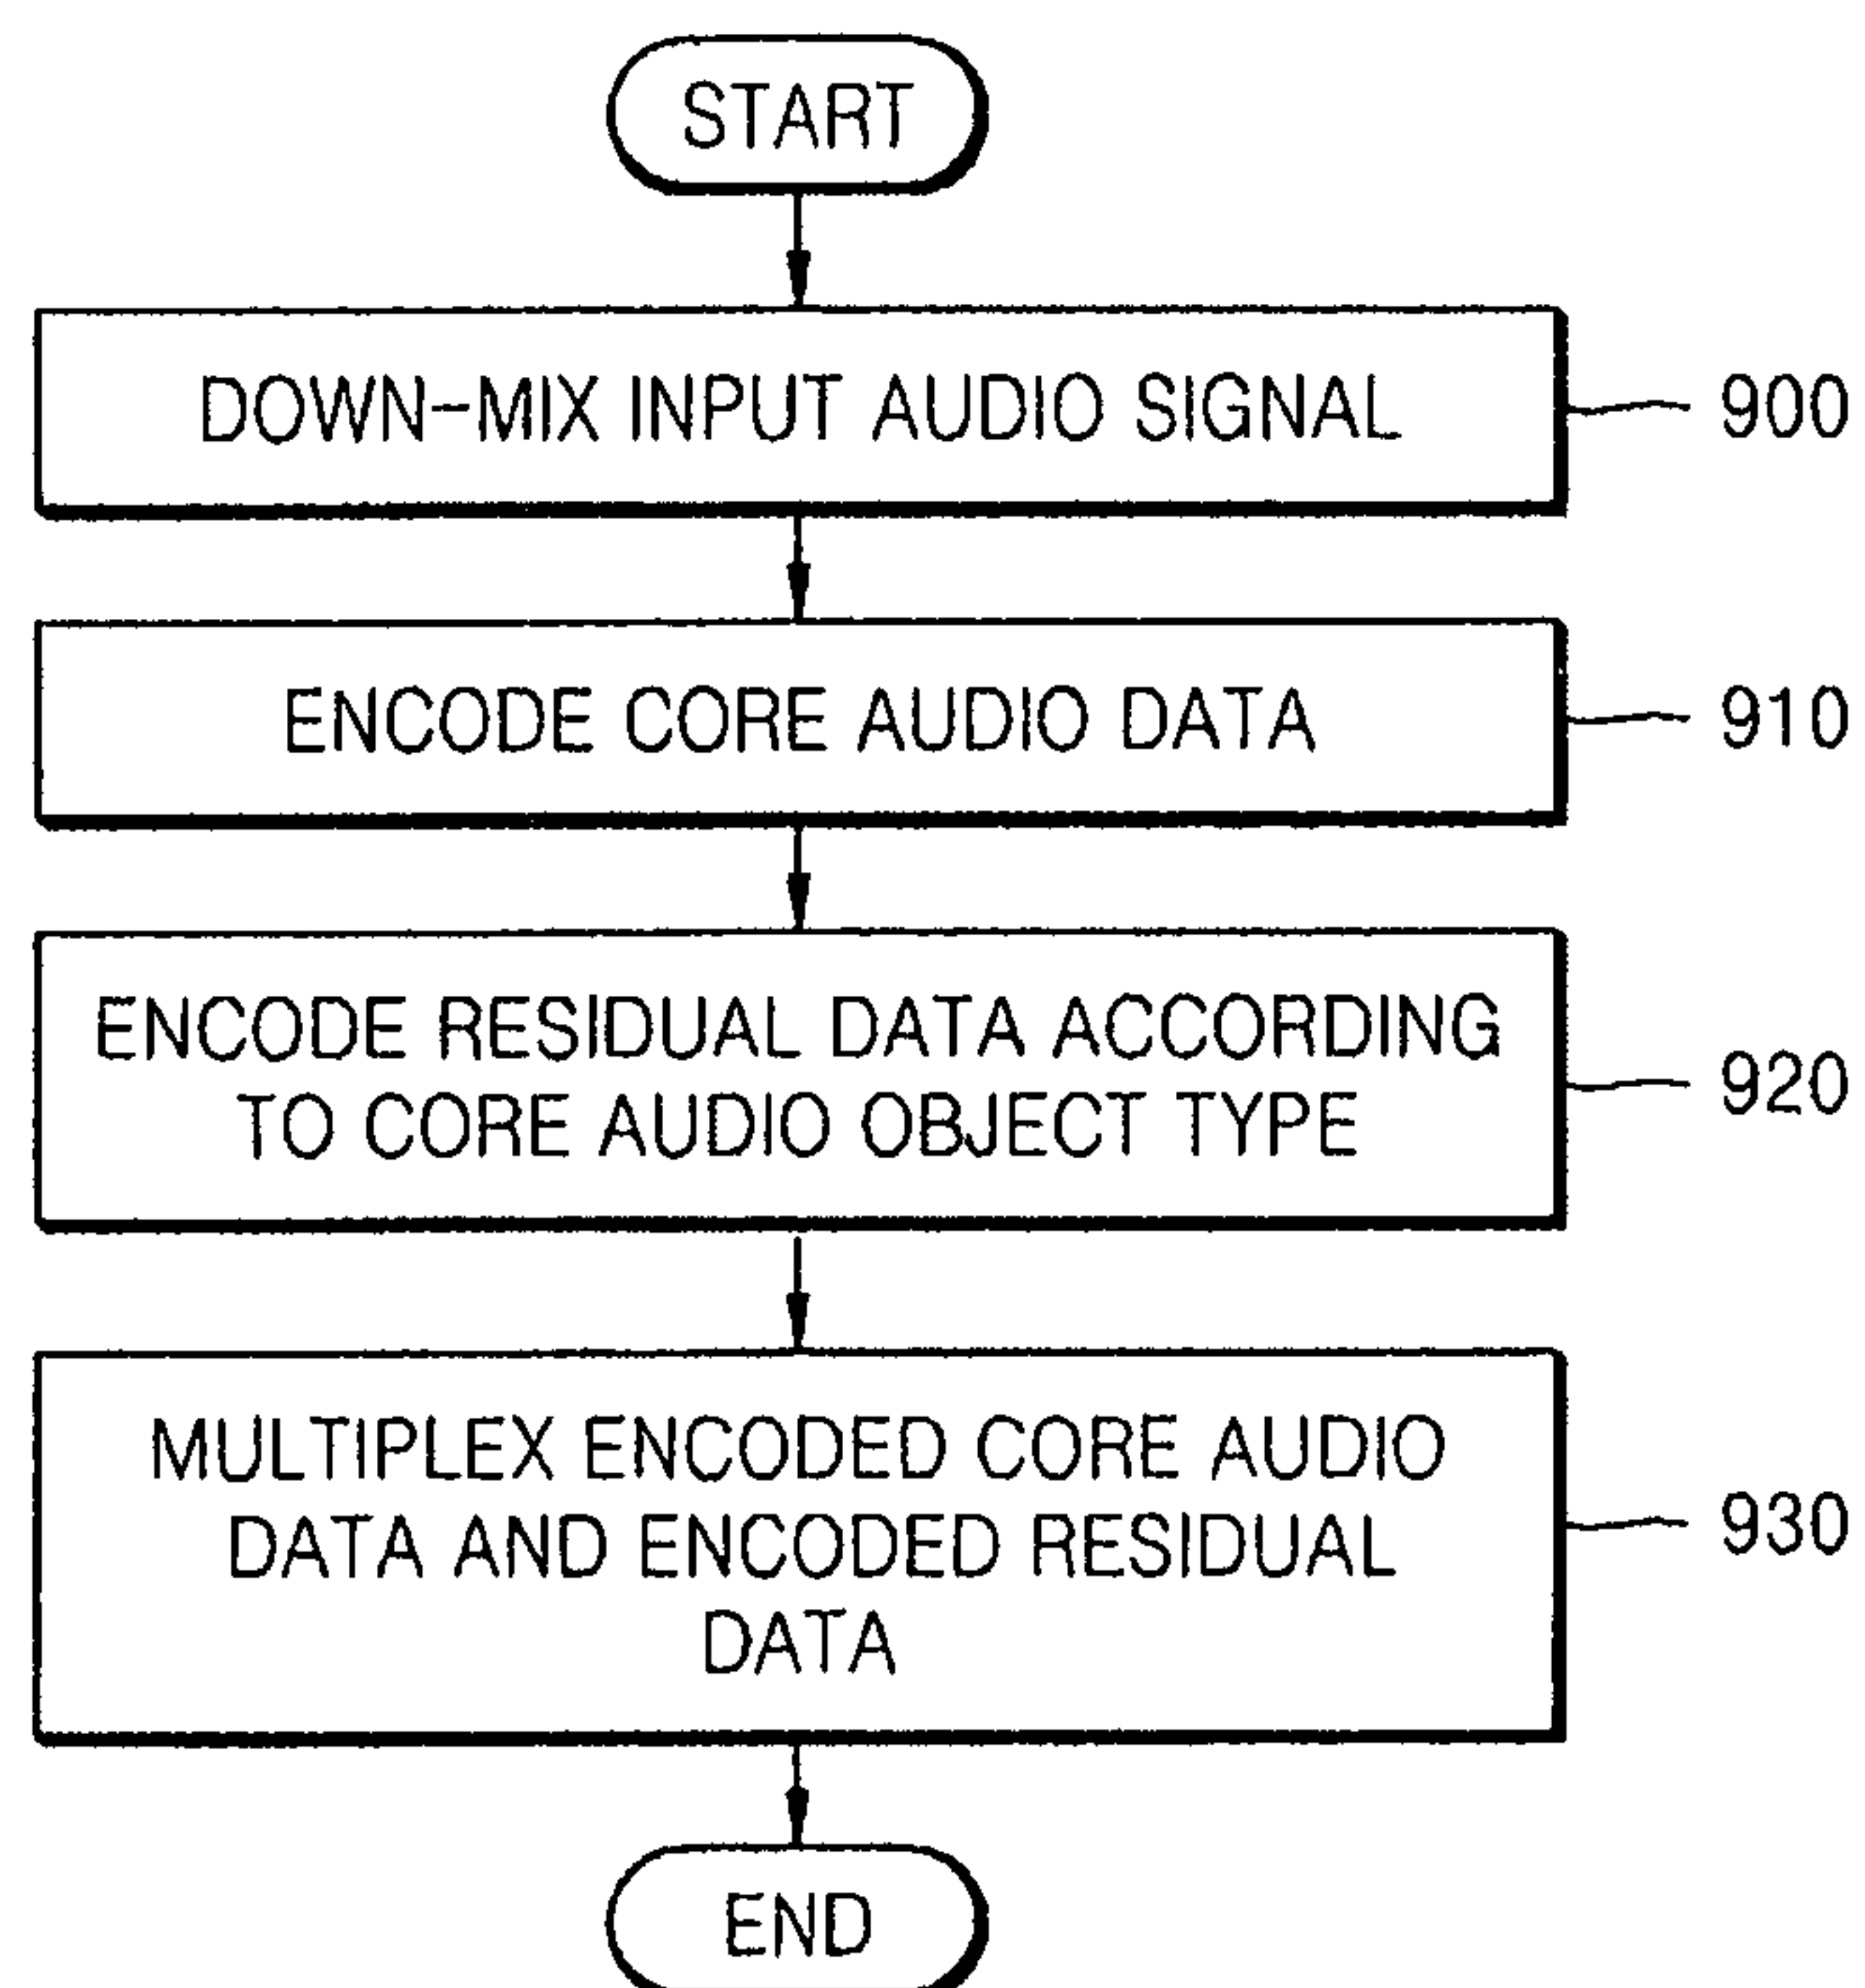 START
DOWN-MIX INPUT AUDIO SIGNAL
900
ENCODE CORE AUDIO DATA
910
ENCODE RESIDUAL DATA ACCORDING
TO CORE AUDIO OBJECT TYPE
920
MULTIPLEX ENCODED CORE AUDIO
DATA AND ENCODED RESIDUAL
DATA
930
END